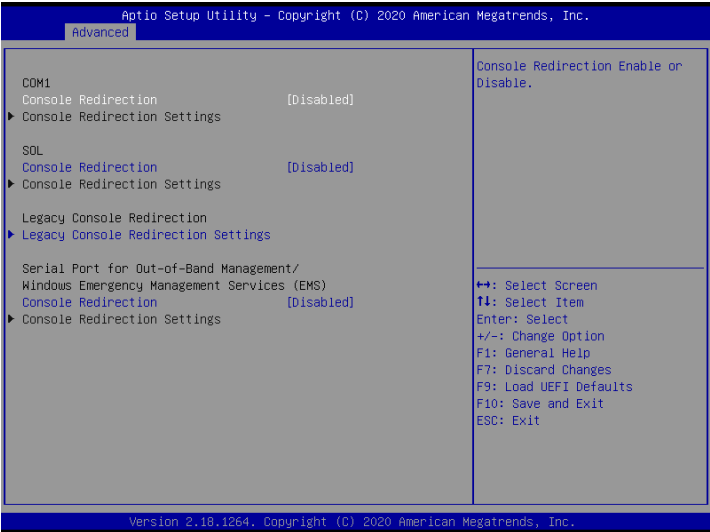 Aptio Setup Utility – Copyright (C) 2020 American Megatrends, Inc.
Advanced
COM1
Console Redirection [Disabled]
Console Redirection Settings
SOL
Console Redirection [Disabled]
Console Redirection Settings
Legacy Console Redirection
Legacy Console Redirection Settings
Serial Port for Out-of-Band Management/
Windows Emergency Management Services (EMS)
Console Redirection [Disabled]
Console Redirection Settings
Console Redirection Enable or
Disable.
↔: Select Screen
↑↓: Select Item
Enter: Select
+/-: Change Option
F1: General Help
F7: Discard Changes
F9: Load UEFI Defaults
F10: Save and Exit
ESC: Exit
Version 2.18.1264. Copyright (C) 2020 American Megatrends, Inc.